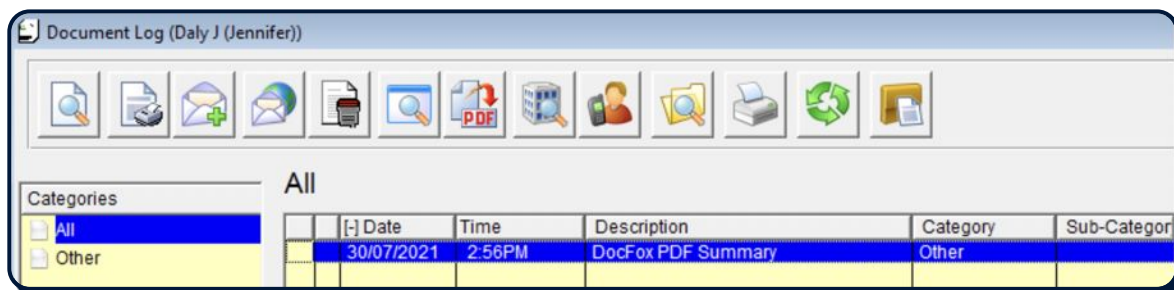 Document Log (Daly J (Jennifer))
PDF
Categories
All
Other
All
[-] Date Time Description Category Sub-Categor
30/07/2021 2:56PM DocFox PDF Summary Other